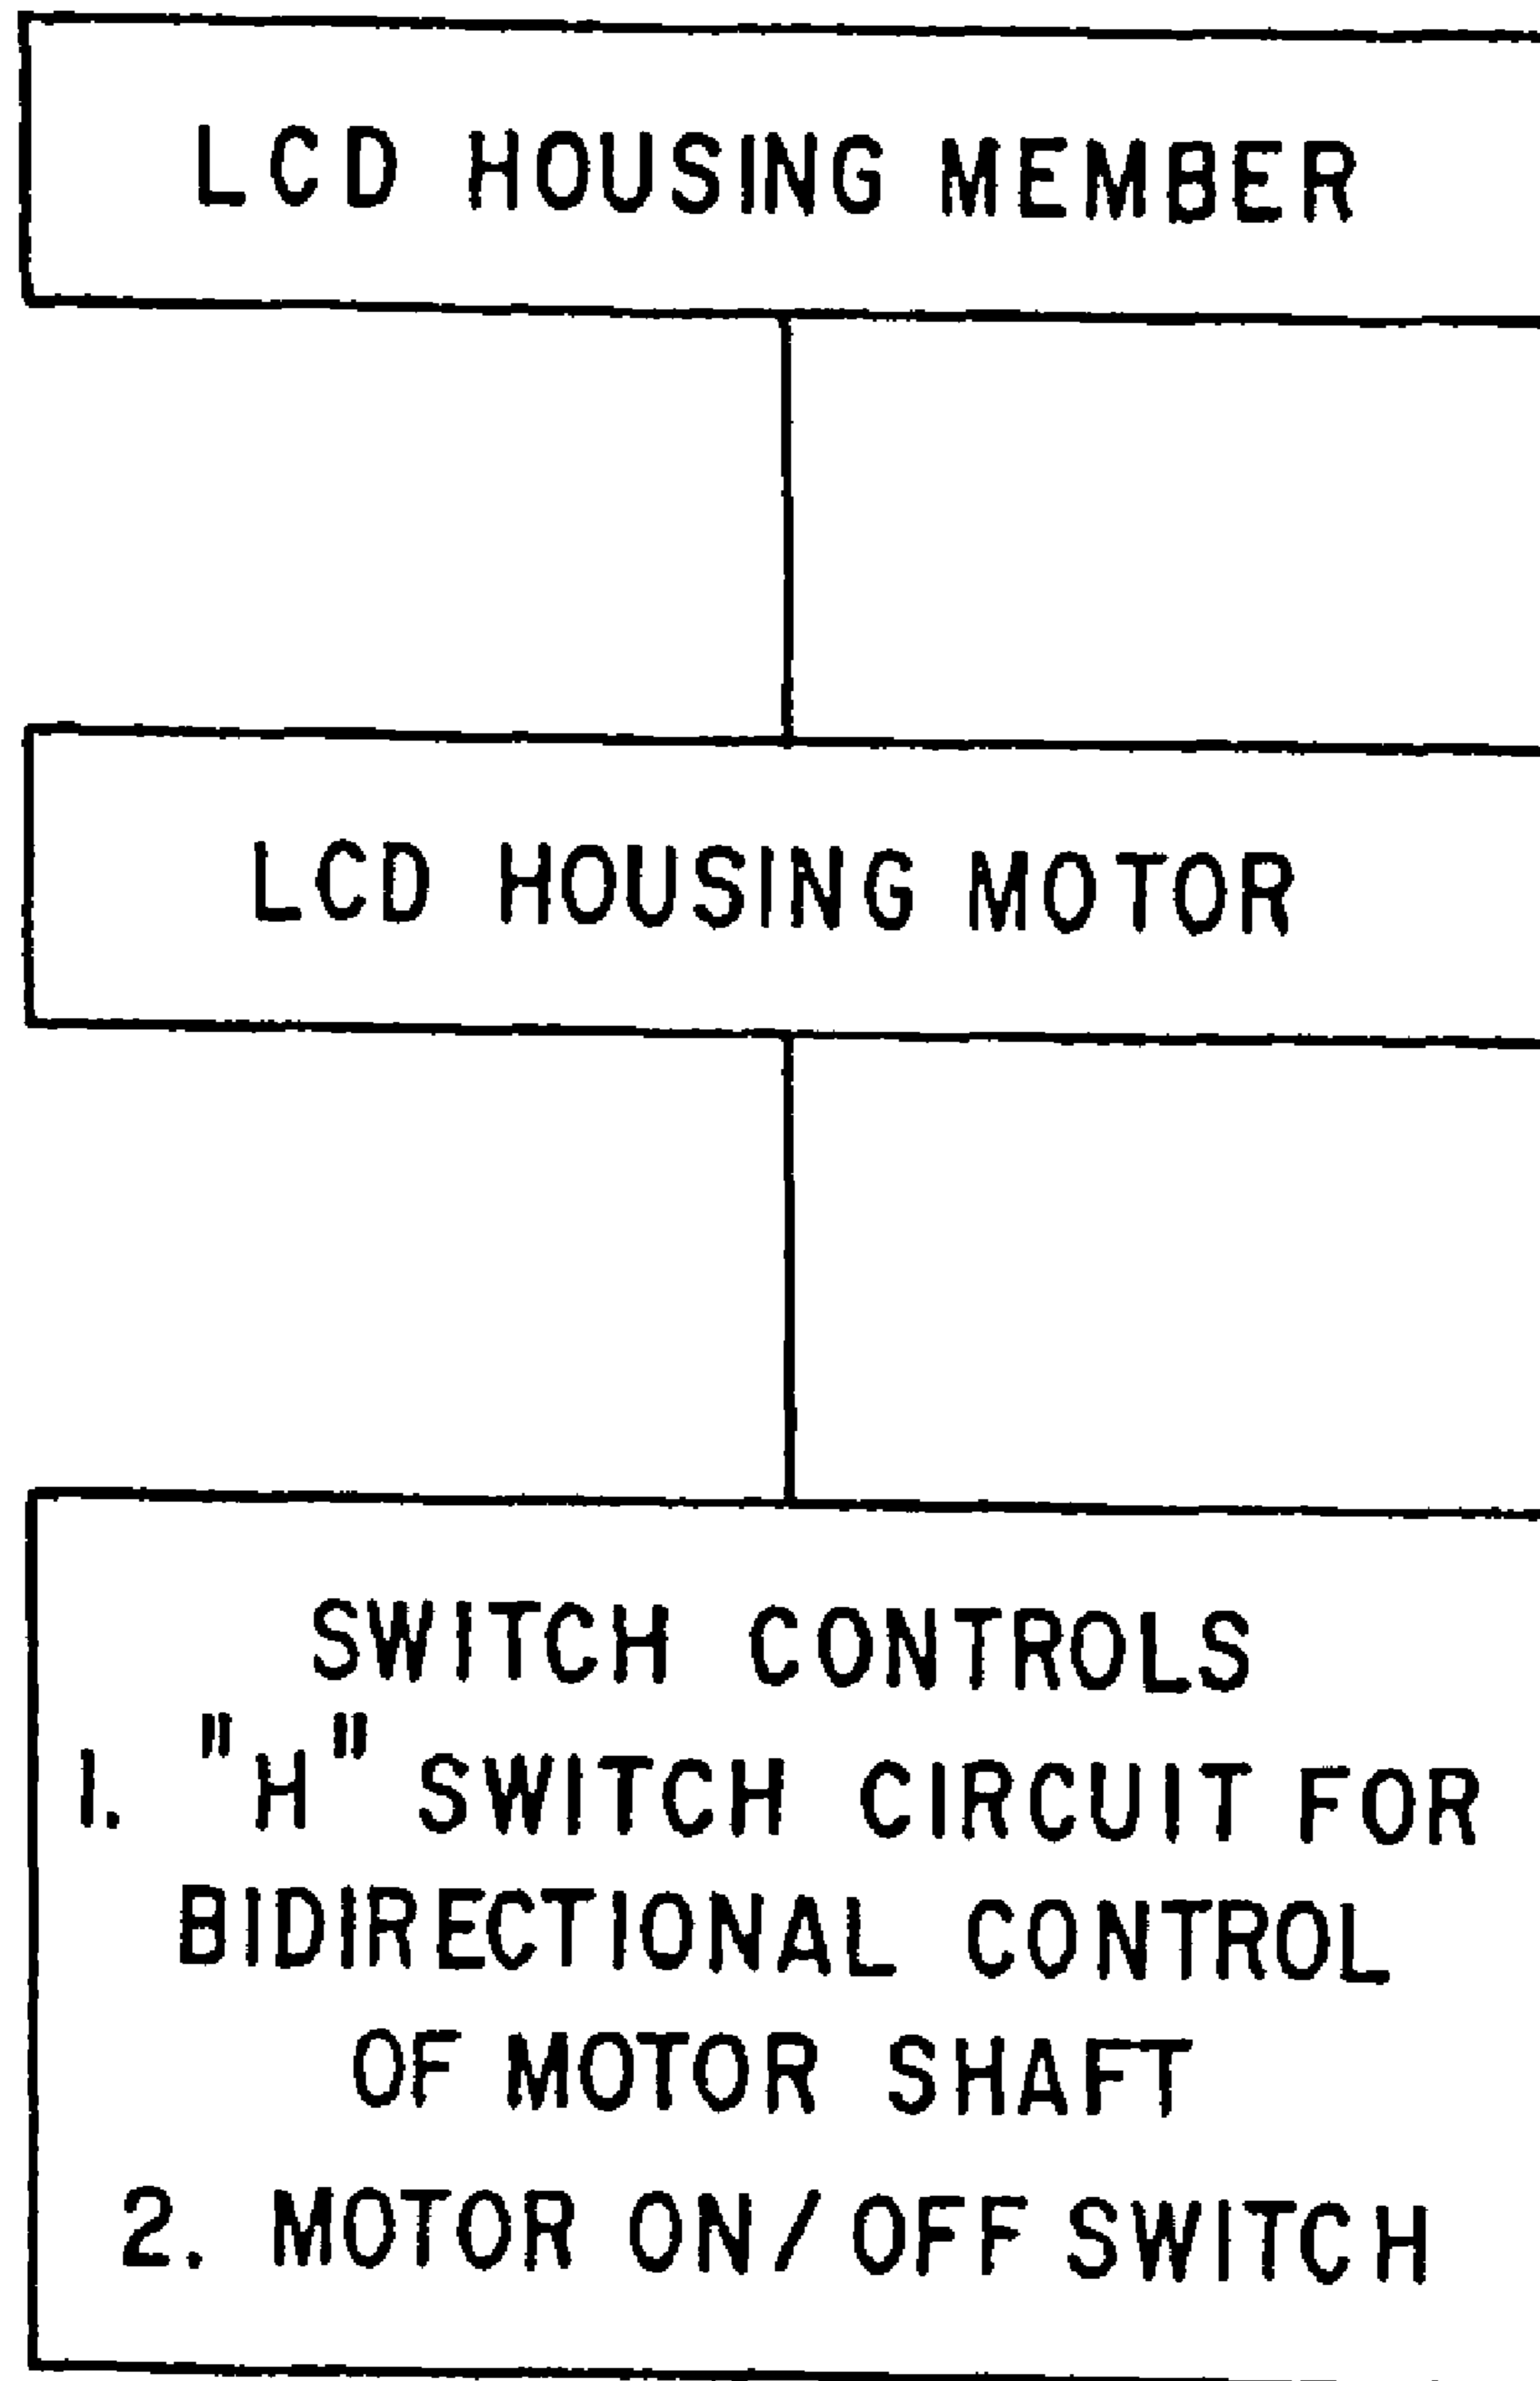 LCD HOUSING MEMBER
LCD HOUSING MOTOR
SWITCH CONTROLS
1. "H" SWITCH CIRCUIT FOR
BIDIRECTIONAL CONTROL
OF MOTOR SHAFT
2. MOTOR ON/OFF SWITCH